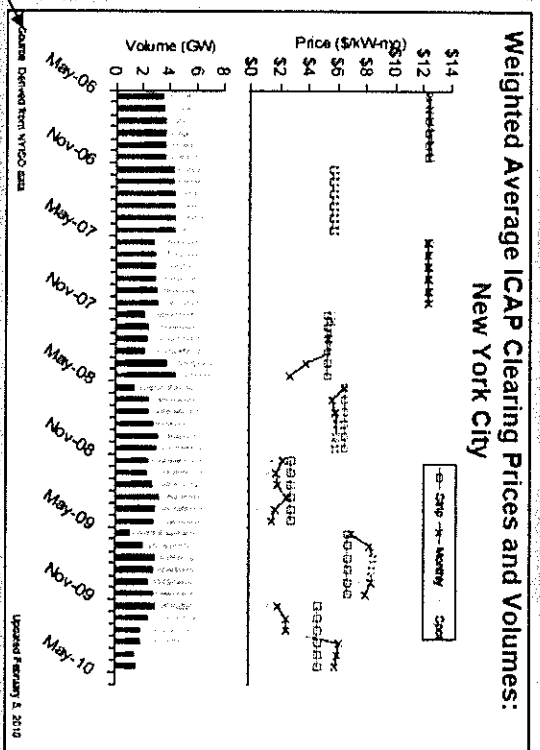 Weighted Average ICAP Clearing Prices and Volumes:
New York City
Strip Monthly Spot
Price ($/kW-mo)
$14
$12
$10
$8
$6
$4
$2
$0
Volume (GW)
8
6
4
2
0
May-06 Nov-06 May-07 Nov-07 May-08 Nov-08 May-09 Nov-09 May-10
Source: Derived from NYISO data
Updated February 5, 2010